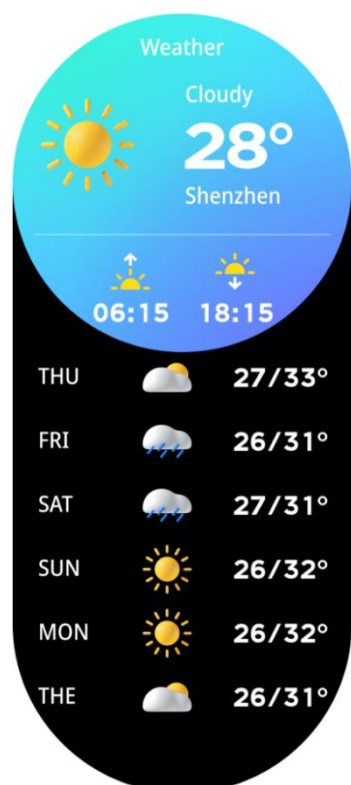 Weather
Cloudy
28°
Shenzhen
06:15 18:15
THU 27/33°
FRI 26/31°
SAT 27/31°
SUN 26/32°
MON 26/32°
THE 26/31°